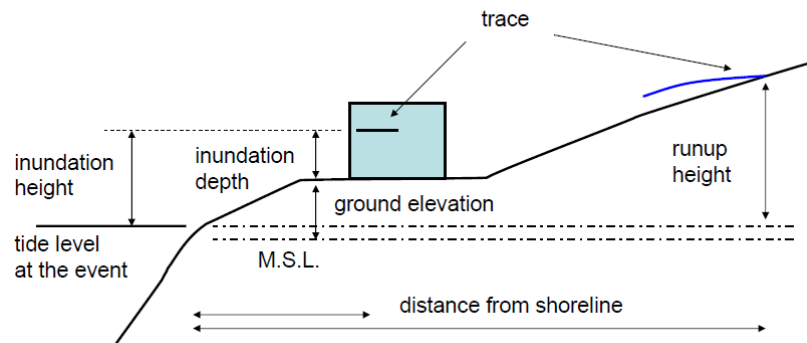 trace
inundation
height
inundation
depth
runup
height
ground elevation
tide level
at the event
M.S.L.
distance from shoreline